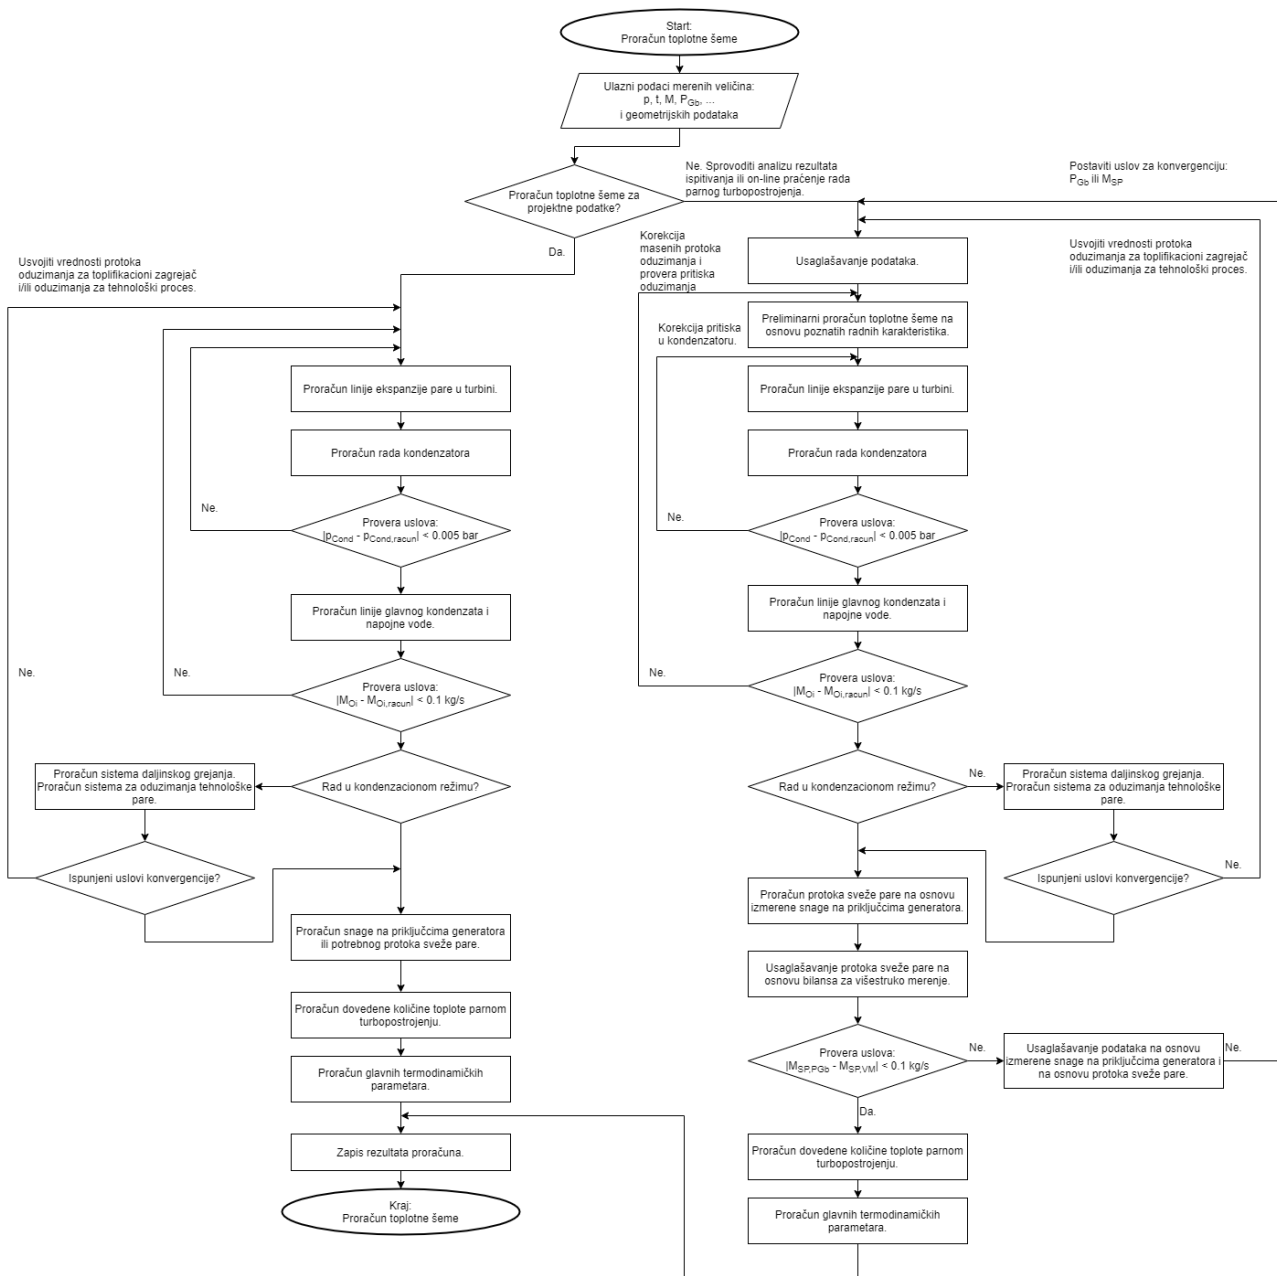 Start:
Proračun toplotne šeme
Ulazni podaci merenih veličina:
p, t, M, P_Gb, ...
i geometrijskih podataka
Proračun toplotne šeme za
projektne podatke?
Ne. Sprovoditi analizu rezultata
ispitivanja ili on-line praćenje rada
parnog turbopostrojenja.
Postaviti uslov za konvergenciju:
P_Gb ili M_SP
Da.
Usvojiti vrednosti protoka
oduzimanja za toplifikacioni zagrejač
i/ili oduzimanja za tehnološki proces.
Proračun linije ekspanzije pare u turbini.
Proračun rada kondenzatora
Ne.
Provera uslova:
|p_Cond - p_Cond,racun| < 0.005 bar
Proračun linije glavnog kondenzata i
napojne vode.
Ne.
Ne.
Provera uslova:
|M_Oi - M_Oi,racun| < 0.1 kg/s
Rad u kondenzacionom režimu?
Proračun sistema daljinskog grejanja.
Proračun sistema za oduzimanja tehnološke
pare.
Ispunjeni uslovi konvergencije?
Proračun snage na priključcima generatora
ili potrebnog protoka sveže pare.
Proračun dovedene količine toplote parnom
turbopostrojenju.
Proračun glavnih termodinamičkih
parametara.
Zapis rezultata proračuna.
Kraj:
Proračun toplotne šeme
Korekcija
masenih protoka
oduzimanja i
provera pritiska
oduzimanja
Usaglašavanje podataka.
Usvojiti vrednosti protoka
oduzimanja za toplifikacioni zagrejač
i/ili oduzimanja za tehnološki proces.
Preliminarni proračun toplotne šeme na
osnovu poznatih radnih karakteristika.
Korekcija pritiska
u kondenzatoru.
Proračun linije ekspanzije pare u turbini.
Proračun rada kondenzatora
Ne.
Provera uslova:
|p_Cond - p_Cond,racun| < 0.005 bar
Proračun linije glavnog kondenzata i
napojne vode.
Ne.
Provera uslova:
|M_Oi - M_Oi,racun| < 0.1 kg/s
Rad u kondenzacionom režimu?
Ne.
Proračun sistema daljinskog grejanja.
Proračun sistema za oduzimanja tehnološke
pare.
Ispunjeni uslovi konvergencije?
Ne.
Proračun protoka sveže pare na osnovu
izmerene snage na priključcima generatora.
Usaglašavanje protoka sveže pare na
osnovu bilansa za višestruko merenje.
Provera uslova:
|M_SP,PGb - M_SP,VM| < 0.1 kg/s
Ne.
Usaglašavanje podataka na osnovu
izmerene snage na priključcima generatora i
na osnovu protoka sveže pare.
Ne.
Da.
Proračun dovedene količine toplote parnom
turbopostrojenju.
Proračun glavnih termodinamičkih
parametara.